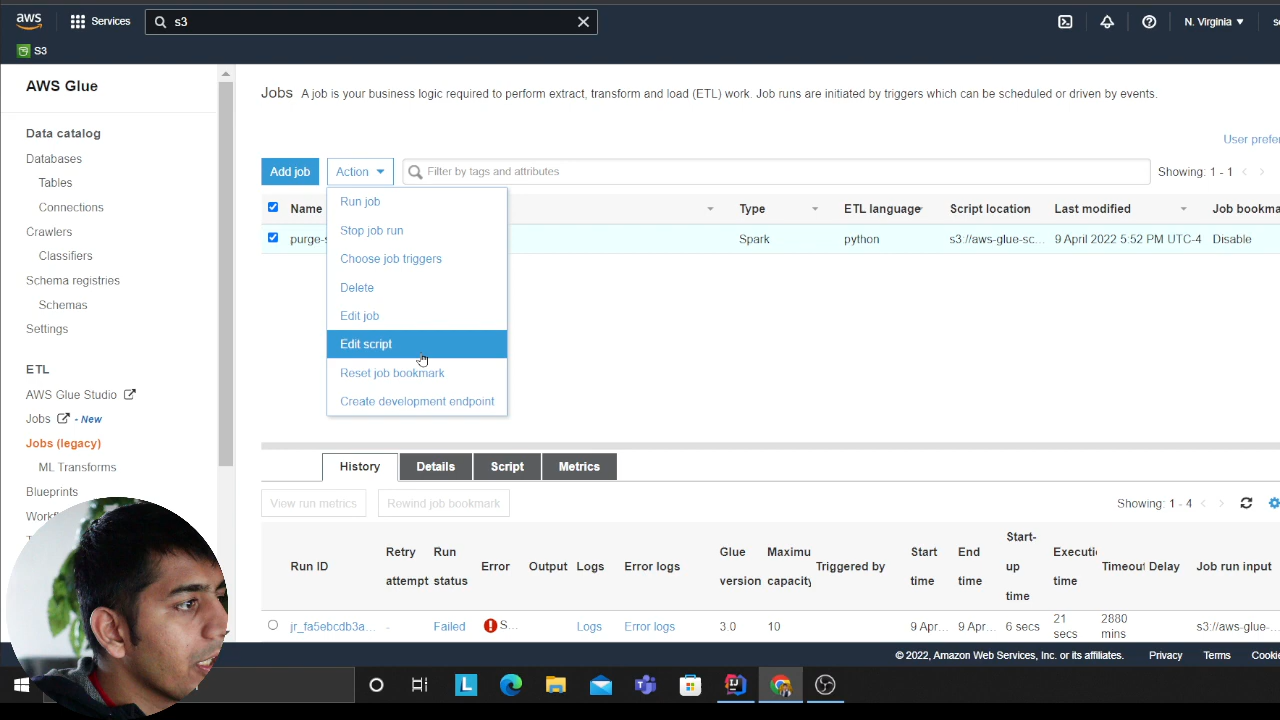 aws Services s3 N. Virginia
S3
AWS Glue
Data catalog
Databases
Tables
Connections
Crawlers
Classifiers
Schema registries
Schemas
Settings
ETL
AWS Glue Studio
Jobs - New
Jobs (legacy)
ML Transforms
Blueprints
Jobs A job is your business logic required to perform extract, transform and load (ETL) work. Job runs are initiated by triggers which can be scheduled or driven by events.
User prefer
Add job Action Filter by tags and attributes Showing: 1 - 1
Name Type ETL language Script location Last modified Job bookma
purge-s Spark python s3://aws-glue-sc... 9 April 2022 5:52 PM UTC-4 Disable
Run job
Stop job run
Choose job triggers
Delete
Edit job
Edit script
Reset job bookmark
Create development endpoint
History Details Script Metrics
View run metrics Rewind job bookmark Showing: 1 - 4
Run ID Retry attempt Run status Error Output Logs Error logs Glue version Maximu capacity Triggered by Start time End time Start-up time Executi time Timeout Delay Job run input
jr_fa5ebcdb3a... - Failed S... Logs Error logs 3.0 10 9 Apr... 9 Apr... 6 secs 21 secs 2880 mins s3://aws-glue-
© 2022, Amazon Web Services, Inc. or its affiliates. Privacy Terms Cookie